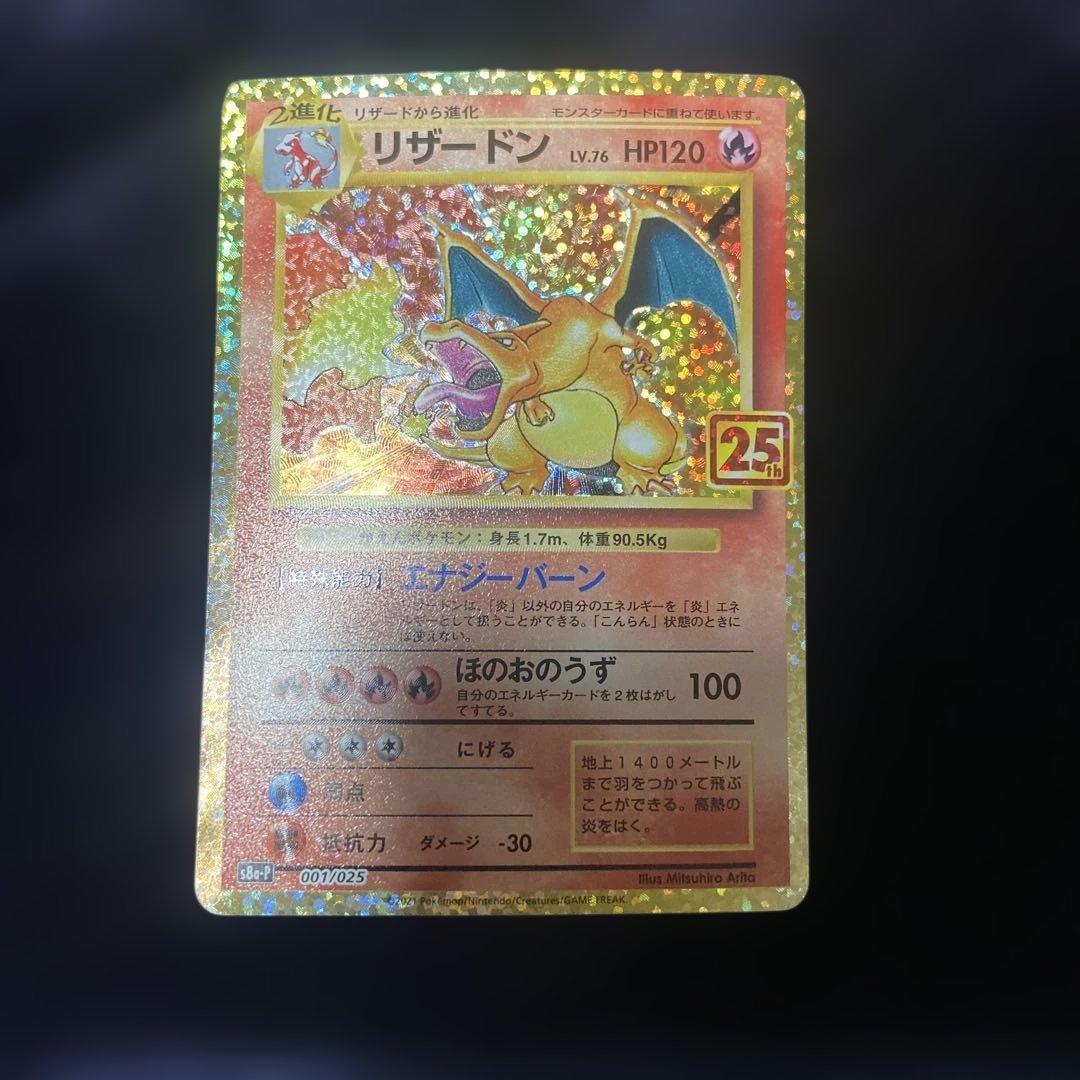 2進化 リザードから進化 モンスターカードに重ねて使います。
リザードン LV.76 HP120
25th
かえんポケモン：身長1.7m、体重90.5Kg
［特殊能力］ エナジーバーン
リザードンは、「炎」以外の自分のエネルギーを「炎」エネ
ルギーとして扱うことができる。「こんらん」状態のときに
は使えない。
ほのおのうず 100
自分のエネルギーカードを２枚はがし
てすてる。
にげる
弱点
抵抗力 ダメージ -30
地上１４００メートル
まで羽をつかって飛ぶ
ことができる。高熱の
炎をはく。
s8a-P 001/025
Illus. Mitsuhiro Arita
©2021 Pokémon/Nintendo/Creatures/GAME FREAK.